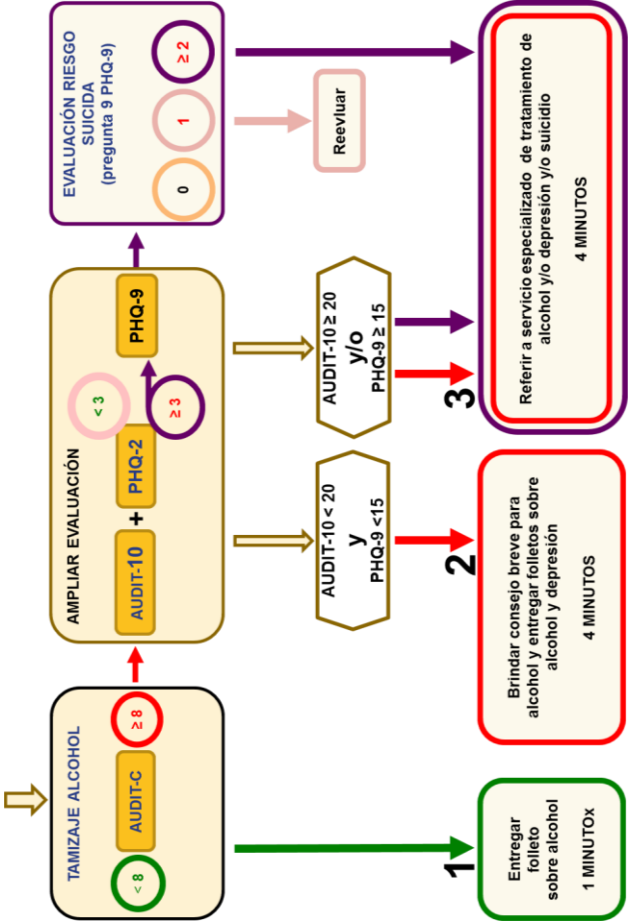 TAMIZAJE ALCOHOL
< 8
AUDIT-C
≥ 8
AMPLIAR EVALUACIÓN
AUDIT-10
+
PHQ-2
< 3
≥ 3
PHQ-9
EVALUACIÓN RIESGO
SUICIDA
(pregunta 9 PHQ-9)
0
1
≥ 2
Reevluar
AUDIT-10 < 20
y
PHQ-9 <15
AUDIT-10 ≥ 20
y/o
PHQ-9 ≥ 15
1
Entregar
folleto
sobre alcohol
1 MINUTOx
2
Brindar consejo breve para
alcohol y entregar folletos sobre
alcohol y depresión
4 MINUTOS
3
Referir a servicio especializado de tratamiento de
alcohol y/o depresión y/o suicidio
4 MINUTOS